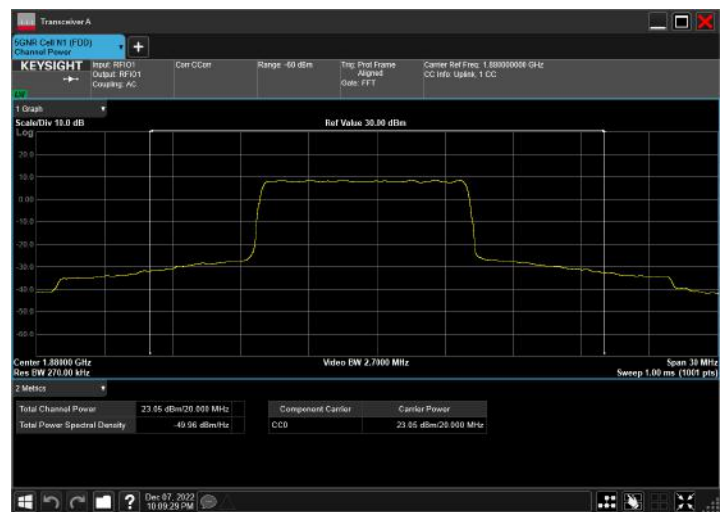 Transceiver A
5GNR Cell N1 (FDD)
Channel Power
+
KEYSIGHT
Input: RFIO1
Output: RFIO1
Coupling: AC
Corr CCorr
Range: -60 dBm
Trig: Prot Frame
Aligned
Gate: FFT
Carrier Ref Freq: 1.880000000 GHz
CC Info: Uplink, 1 CC
1 Graph
Scale/Div 10.0 dB
Ref Value 30.00 dBm
Log
20.0
10.0
0.00
-10.0
-20.0
-30.0
-40.0
-50.0
-60.0
Center 1.88000 GHz
Video BW 2.7000 MHz
Span 30 MHz
Res BW 270.00 kHz
Sweep 1.00 ms (1001 pts)
2 Metrics
Total Channel Power 23.05 dBm/20.000 MHz
Total Power Spectral Density -49.96 dBm/Hz
Component Carrier Carrier Power
CC0 23.05 dBm/20.000 MHz
?
Dec 07, 2022
10:09:29 PM